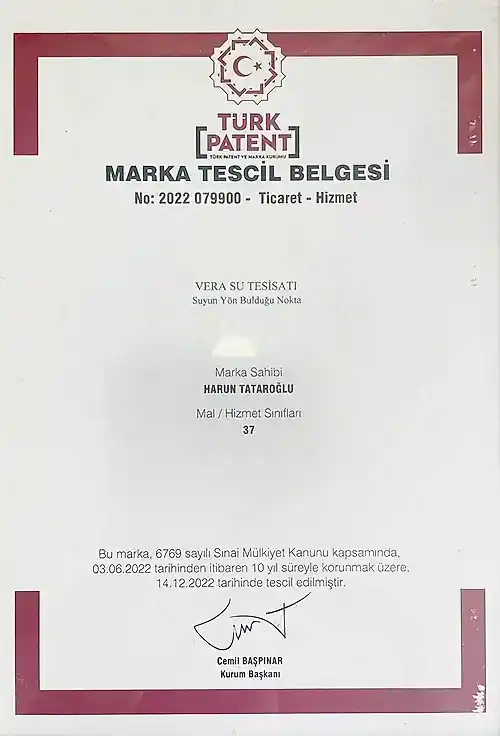 TÜRK
PATENT
TÜRK PATENT VE MARKA KURUMU
MARKA TESCİL BELGESİ
No: 2022 079900 - Ticaret - Hizmet
VERA SU TESİSATI
Suyun Yön Bulduğu Nokta
Marka Sahibi
HARUN TATAROĞLU
Mal / Hizmet Sınıfları
37
Bu marka, 6769 sayılı Sınai Mülkiyet Kanunu kapsamında,
03.06.2022 tarihinden itibaren 10 yıl süreyle korunmak üzere,
14.12.2022 tarihinde tescil edilmiştir.
Cemil BAŞPINAR
Kurum Başkanı